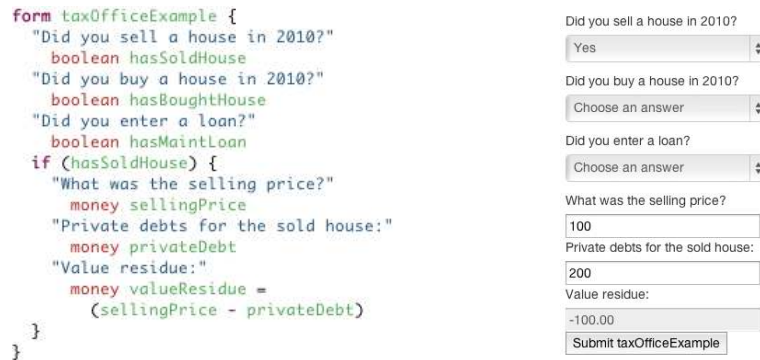 form taxOfficeExample {
"Did you sell a house in 2010?"
boolean hasSoldHouse
"Did you buy a house in 2010?"
boolean hasBoughtHouse
"Did you enter a loan?"
boolean hasMaintLoan
if (hasSoldHouse) {
"What was the selling price?"
money sellingPrice
"Private debts for the sold house:"
money privateDebt
"Value residue:"
money valueResidue =
(sellingPrice - privateDebt)
}
}
Did you sell a house in 2010?
Yes
Did you buy a house in 2010?
Choose an answer
Did you enter a loan?
Choose an answer
What was the selling price?
100
Private debts for the sold house:
200
Value residue:
-100.00
Submit taxOfficeExample